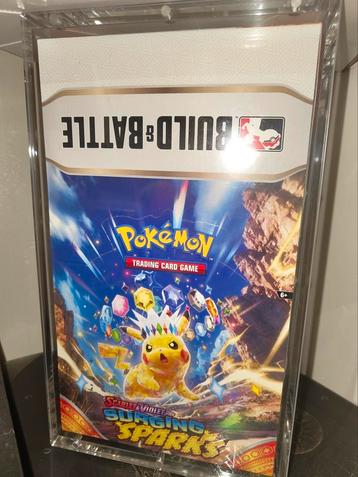 BUILD & BATTLE
POKÉMON
TRADING CARD GAME
6+
SCARLET & VIOLET
SURGING
SPARKS